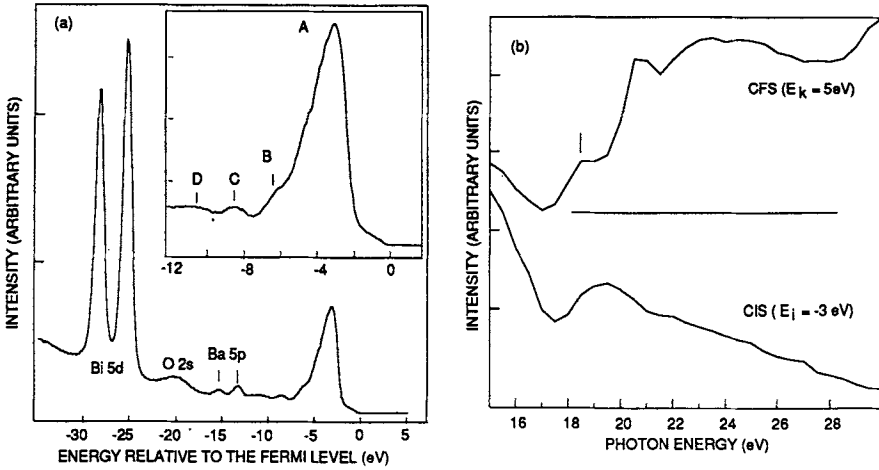 (a)
A
B
C
D
-12 -8 -4 0
Bi 5d
O 2s
Ba 5p
-30 -25 -20 -15 -10 -5 0 5
INTENSITY (ARBITRARY UNITS)
ENERGY RELATIVE TO THE FERMI LEVEL (eV)
(b)
CFS (E k = 5eV)
CIS ( E i = -3 eV)
16 18 20 22 24 26 28
INTENSITY (ARBITRARY UNITS)
PHOTON ENERGY (eV)